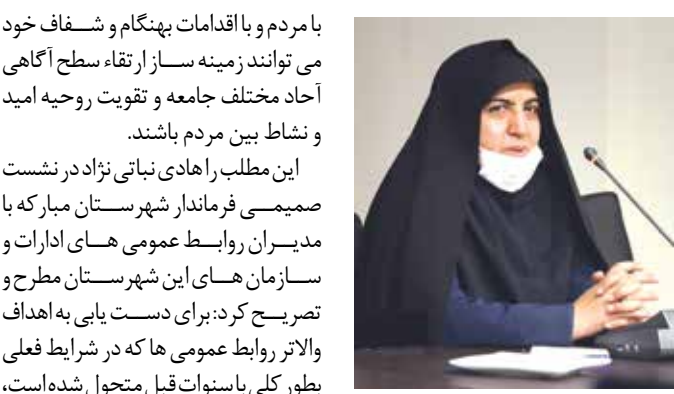 با مردم و با اقدامات بهنگام و شفاف خود
می توانند زمینه ساز ارتقاء سطح آگاهی
آحاد مختلف جامعه و تقویت روحیه امید
و نشاط بین مردم باشند.
این مطلب را هادی نباتی نژاد در نشست
صمیمی فرماندار شهرستان مبارکه با
مدیران روابط عمومی های ادارات و
سازمان های این شهرستان مطرح و
تصریح کرد: برای دست یابی به اهداف
والاتر روابط عمومی ها که در شرایط فعلی
بطور کلی با سنوات قبل متحول شده است،